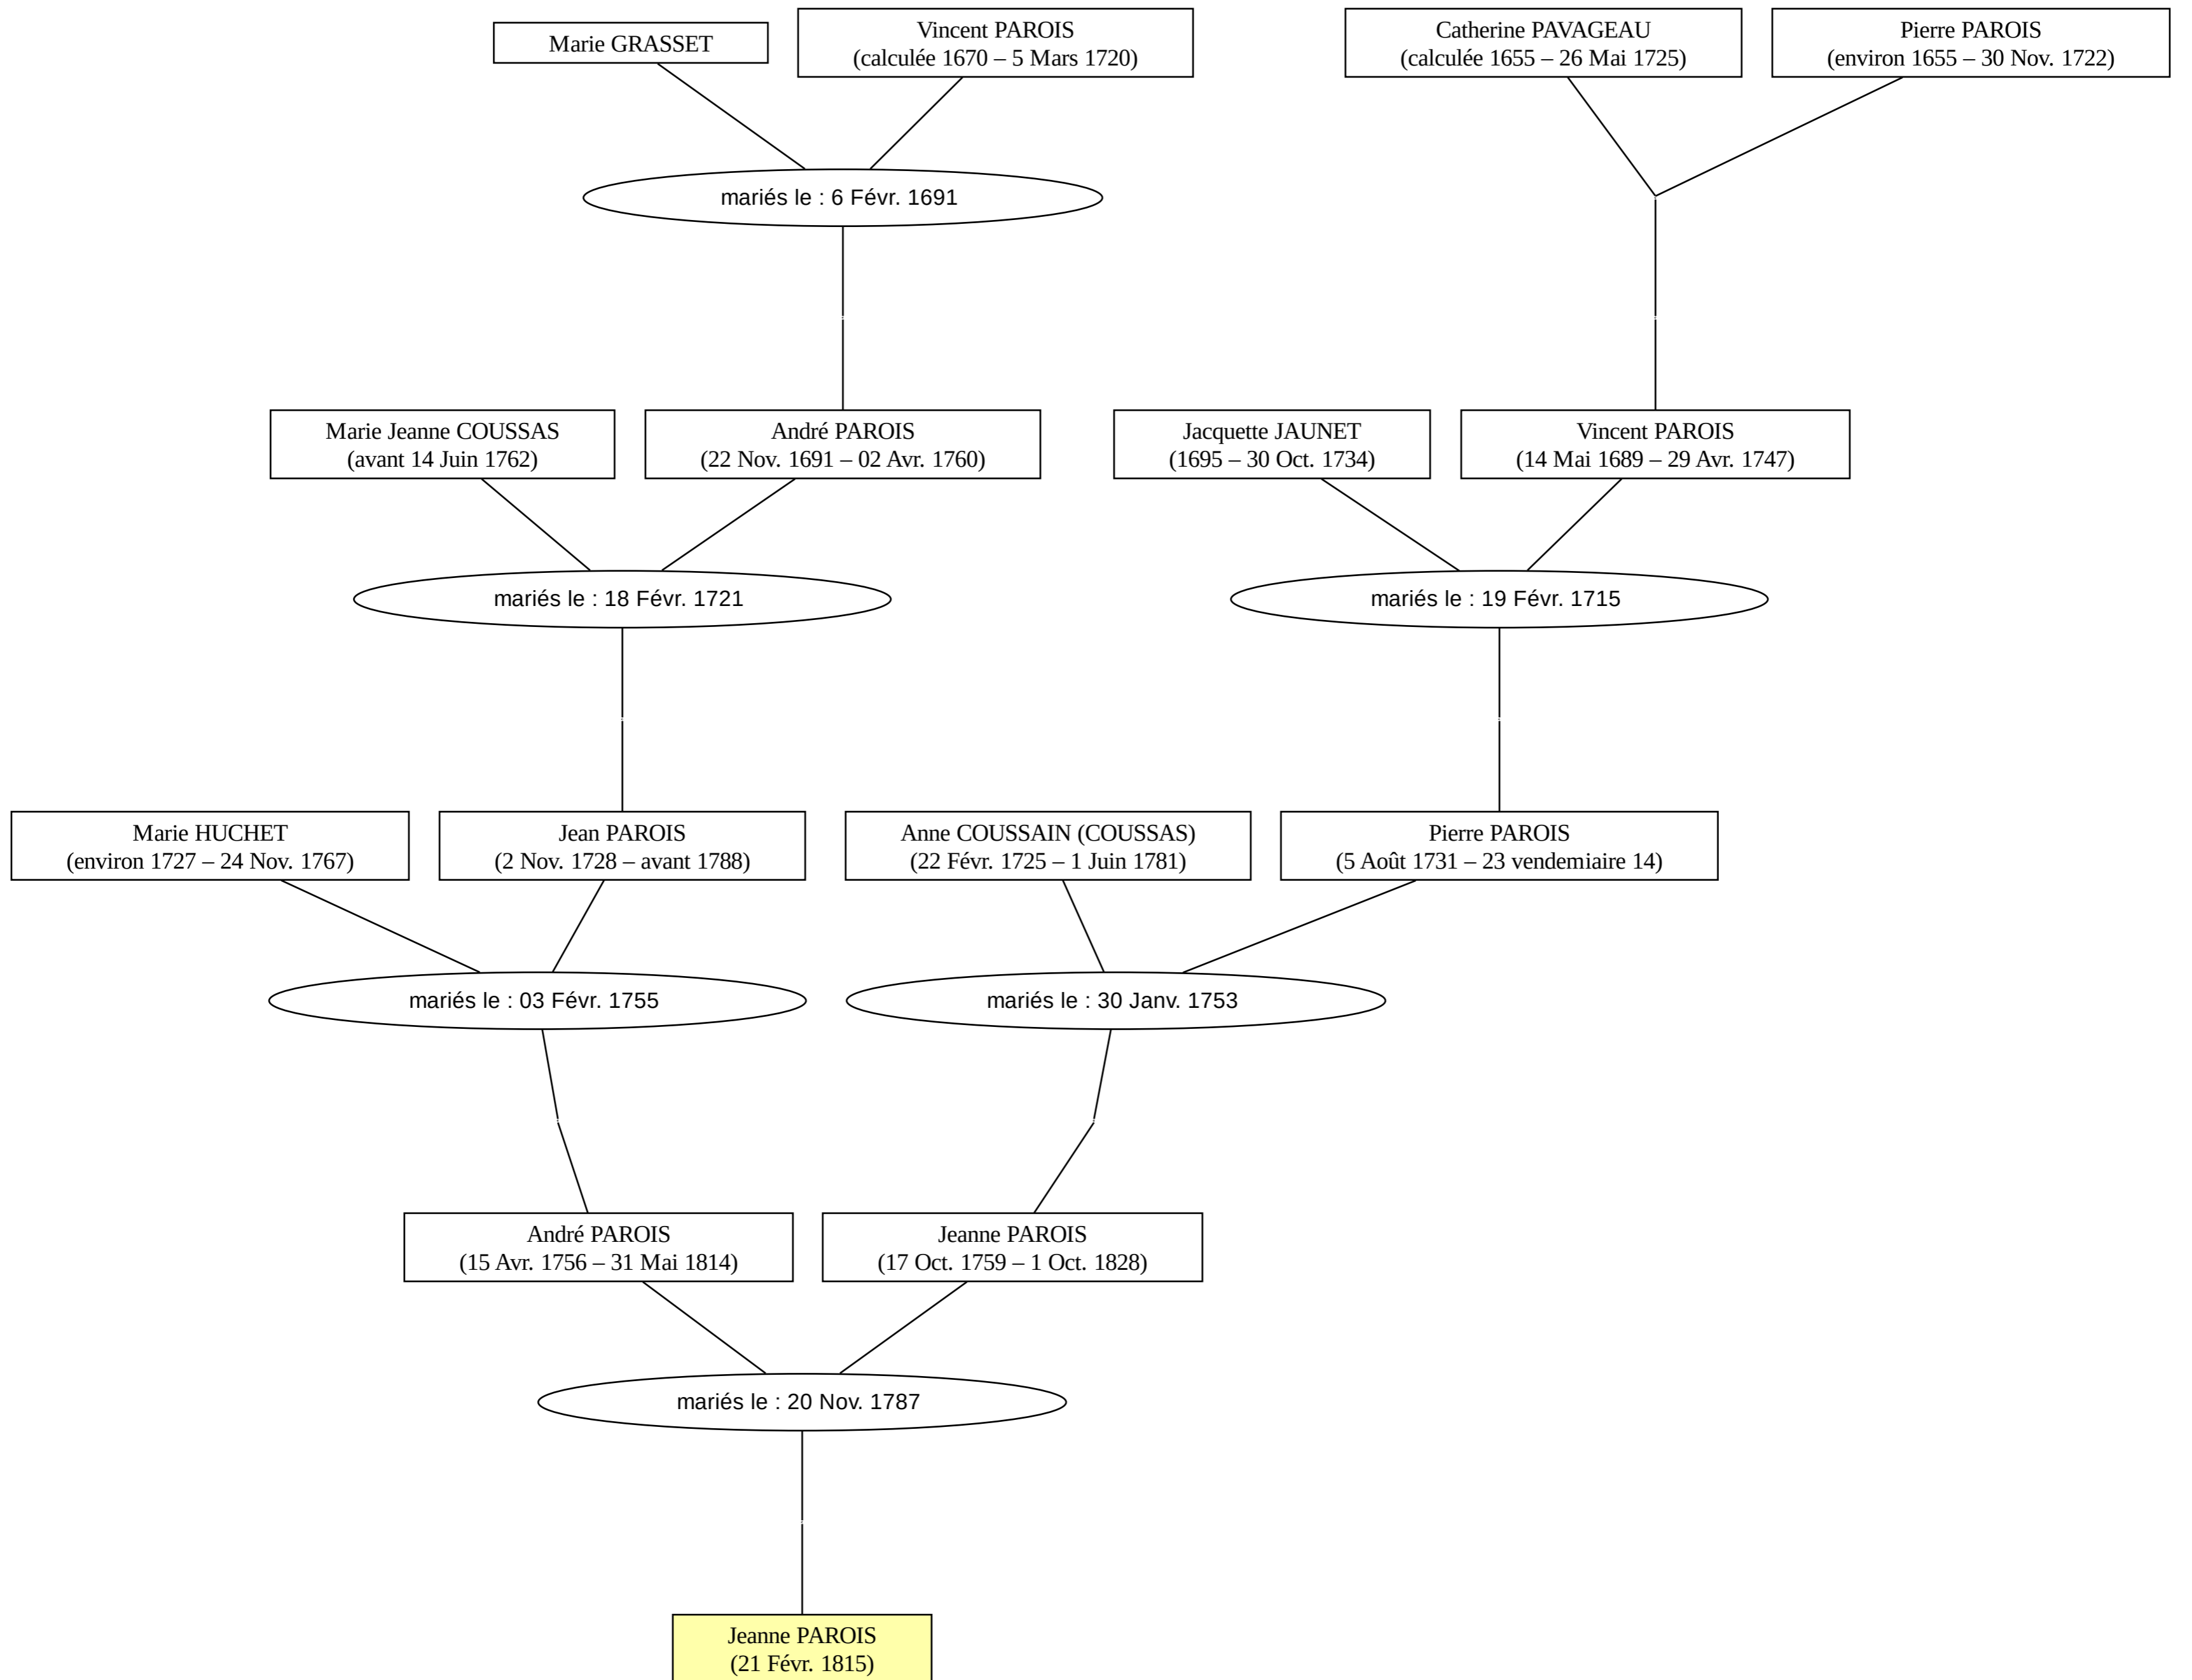 Marie GRASSET
Vincent PAROIS
(calculée 1670 – 5 Mars 1720)
Catherine PAVAGEAU
(calculée 1655 – 26 Mai 1725)
Pierre PAROIS
(environ 1655 – 30 Nov. 1722)
mariés le : 6 Févr. 1691
Marie Jeanne COUSSAS
(avant 14 Juin 1762)
André PAROIS
(22 Nov. 1691 – 02 Avr. 1760)
Jacquette JAUNET
(1695 – 30 Oct. 1734)
Vincent PAROIS
(14 Mai 1689 – 29 Avr. 1747)
mariés le : 18 Févr. 1721
mariés le : 19 Févr. 1715
Marie HUCHET
(environ 1727 – 24 Nov. 1767)
Jean PAROIS
(2 Nov. 1728 – avant 1788)
Anne COUSSAIN (COUSSAS)
(22 Févr. 1725 – 1 Juin 1781)
Pierre PAROIS
(5 Août 1731 – 23 vendemiaire 14)
mariés le : 03 Févr. 1755
mariés le : 30 Janv. 1753
André PAROIS
(15 Avr. 1756 – 31 Mai 1814)
Jeanne PAROIS
(17 Oct. 1759 – 1 Oct. 1828)
mariés le : 20 Nov. 1787
Jeanne PAROIS
(21 Févr. 1815)